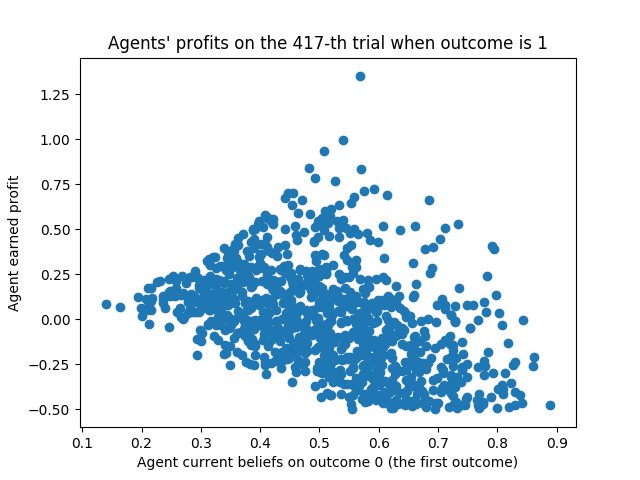 Agents' profits on the 417-th trial when outcome is 1
1.25
1.00
0.75
0.50
0.25
0.00
−0.25
−0.50
Agent earned profit
0.1 0.2 0.3 0.4 0.5 0.6 0.7 0.8 0.9
Agent current beliefs on outcome 0 (the first outcome)